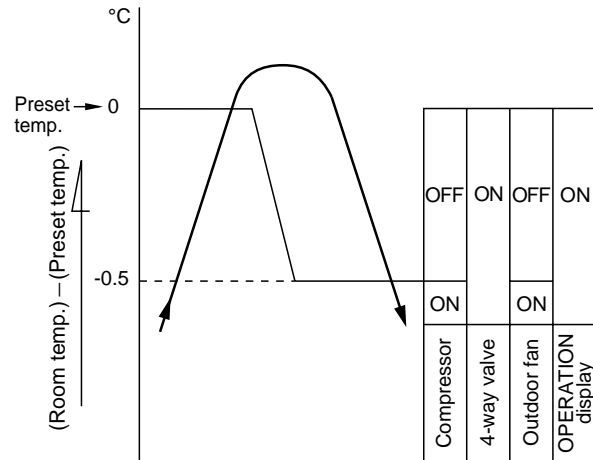 °C
Preset
temp.
0
(Room temp.) – (Preset temp.)
-0.5
OFF
ON
OFF
ON
ON
ON
Compressor
4-way valve
Outdoor fan
OPERATION
display